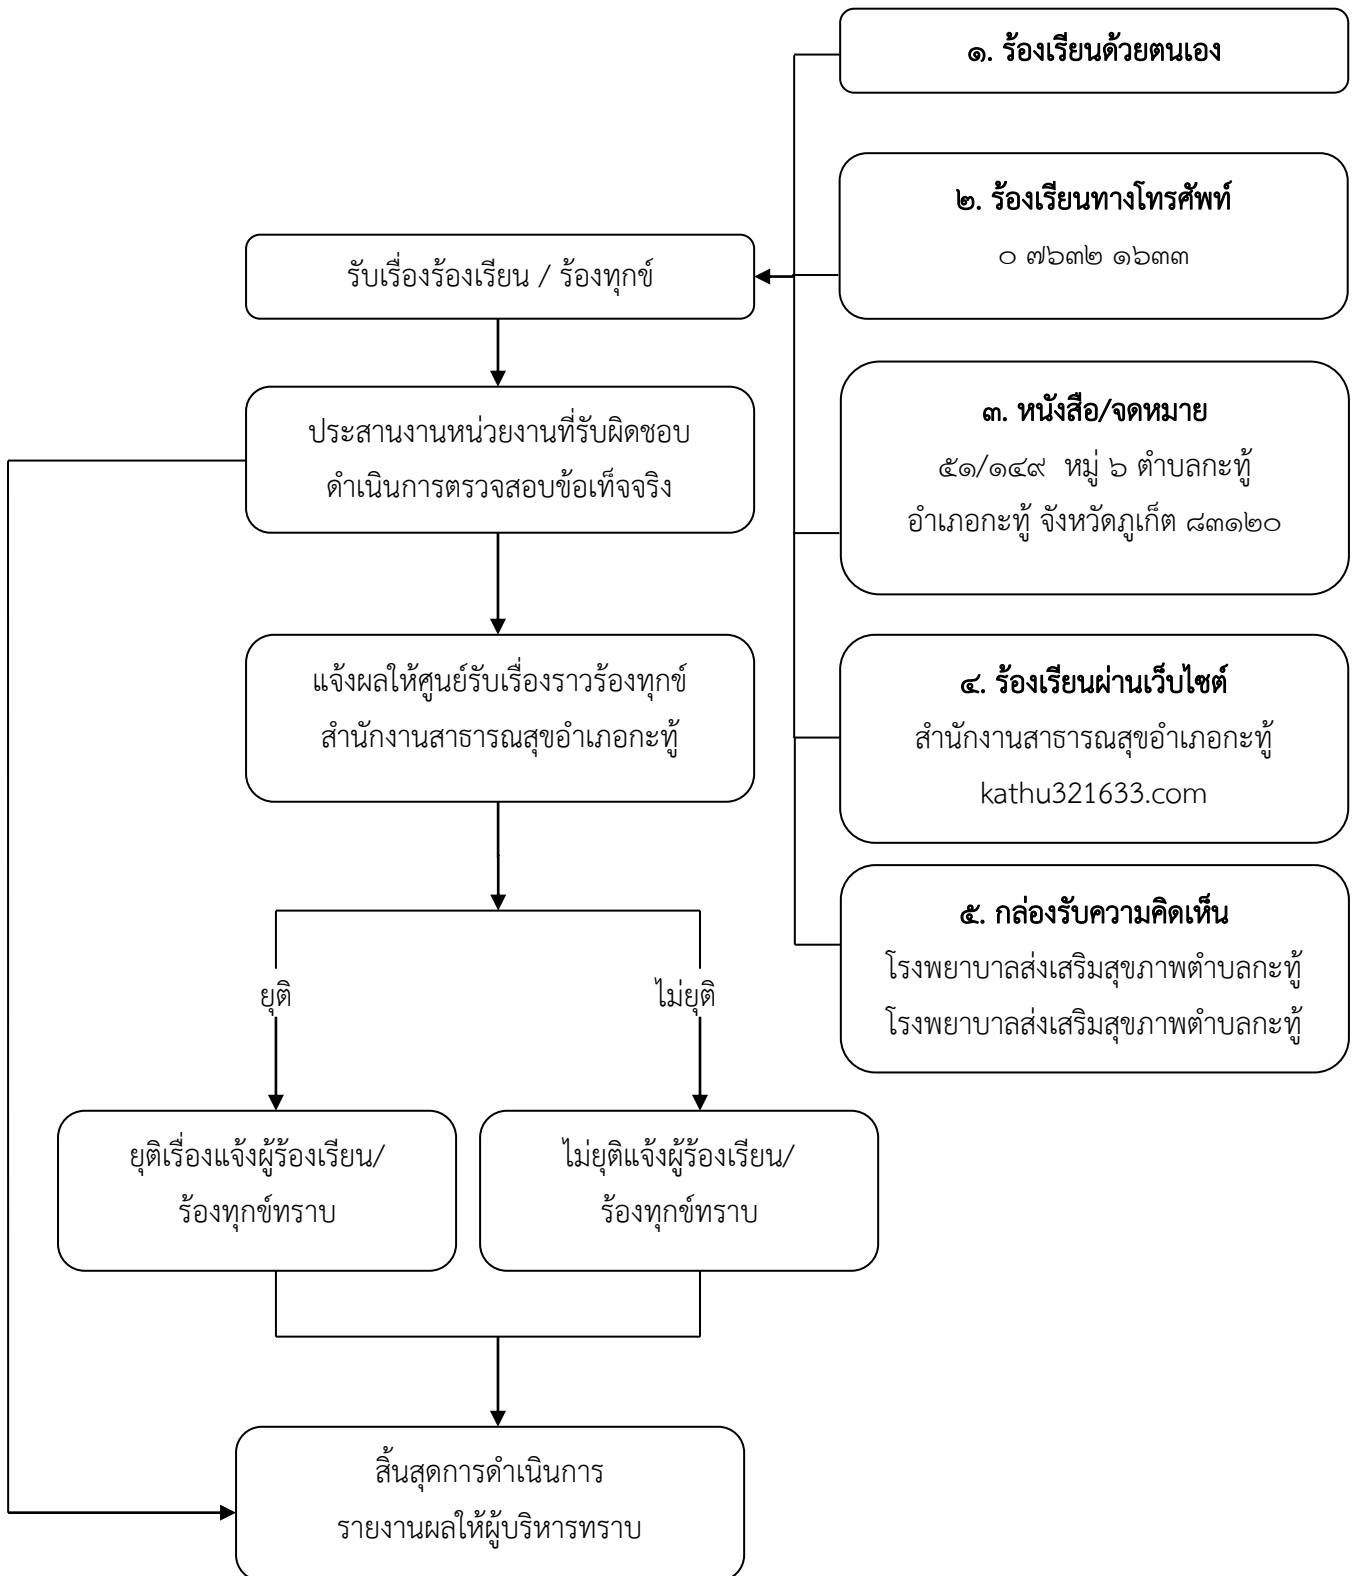 ๑. ร้องเรียนด้วยตนเอง
๒. ร้องเรียนทางโทรศัพท์
๐ ๗๖๓๒ ๑๖๓๓
รับเรื่องร้องเรียน / ร้องทุกข์
๓. หนังสือ/จดหมาย
๕๑/๑๔๙ หมู่ ๖ ตำบลกะทู้
อำเภอกะทู้ จังหวัดภูเก็ต ๘๓๑๒๐
ประสานงานหน่วยงานที่รับผิดชอบ
ดำเนินการตรวจสอบข้อเท็จจริง
๔. ร้องเรียนผ่านเว็บไซต์
สำนักงานสาธารณสุขอำเภอกะทู้
kathu321633.com
แจ้งผลให้ศูนย์รับเรื่องราวร้องทุกข์
สำนักงานสาธารณสุขอำเภอกะทู้
๕. กล่องรับความคิดเห็น
โรงพยาบาลส่งเสริมสุขภาพตำบลกะทู้
โรงพยาบาลส่งเสริมสุขภาพตำบลกะทู้
ยุติ
ไม่ยุติ
ยุติเรื่องแจ้งผู้ร้องเรียน/
ร้องทุกข์ทราบ
ไม่ยุติแจ้งผู้ร้องเรียน/
ร้องทุกข์ทราบ
สิ้นสุดการดำเนินการ
รายงานผลให้ผู้บริหารทราบ